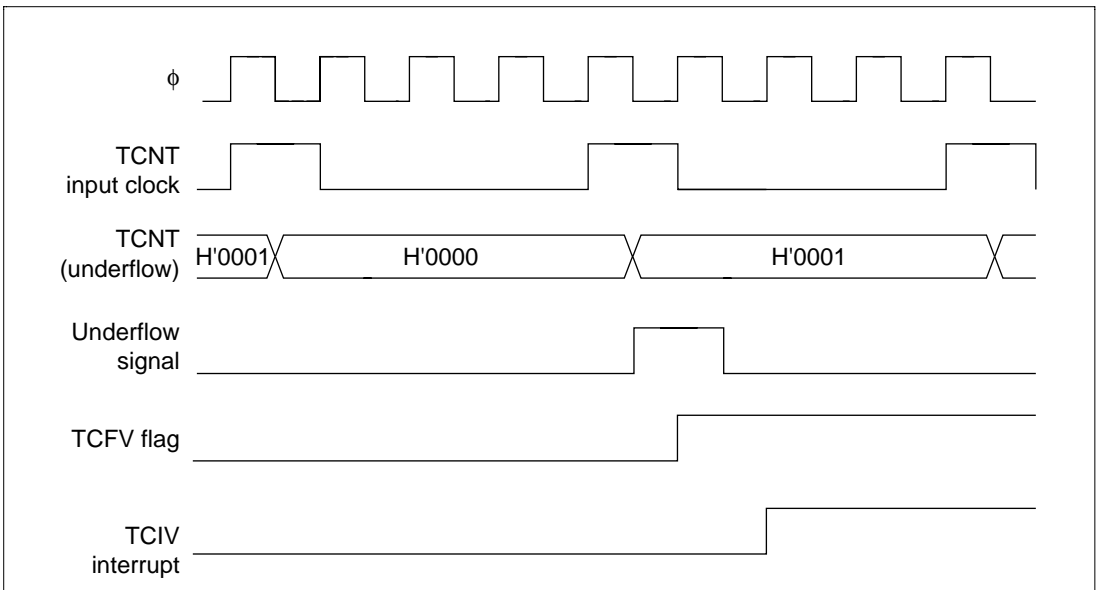 ϕ
TCNT
input clock
TCNT
(underflow)
H'0001 H'0000 H'0001
Underflow
signal
TCFV flag
TCIV
interrupt